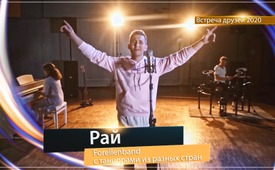 Встреча друзей 2020
Рай
Forellenband
с танцорами из разных стран